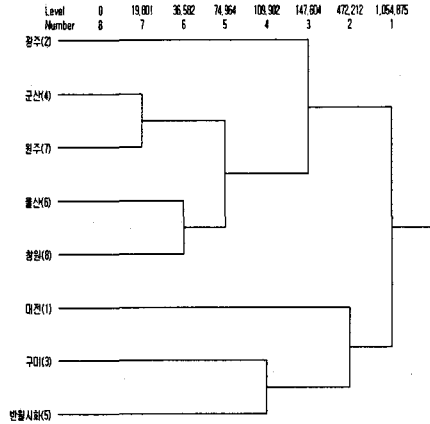 Level 0 19,801 36,582 74,964 109,902 147,604 472,212 1,054,875
Number 8 7 6 5 4 3 2 1
광주(2)
군산(4)
원주(7)
울산(6)
창원(8)
대전(1)
구미(3)
반월시화(5)